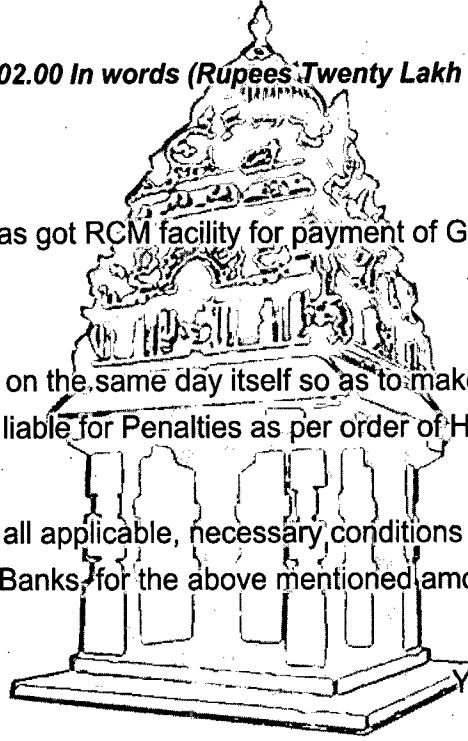 02.00 In words (Rupees Twenty Lakh
as got RCM facility for payment of G
on the same day itself so as to make
liable for Penalties as per order of H
all applicable, necessary conditions
Banks, for the above mentioned amo
Y